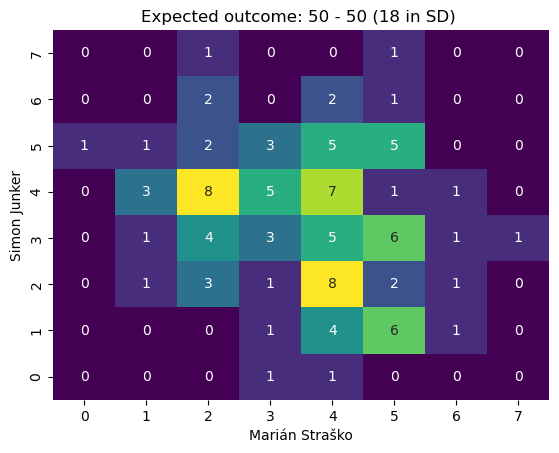 Expected outcome: 50 - 50 (18 in SD)
7 0 0 1 0 0 1 0 0
6 0 0 2 0 2 1 0 0
5 1 1 2 3 5 5 0 0
4 0 3 8 5 7 1 1 0
3 0 1 4 3 5 6 1 1
2 0 1 3 1 8 2 1 0
1 0 0 0 1 4 6 1 0
0 0 0 0 1 1 0 0 0
0 1 2 3 4 5 6 7
Simon Junker
Marián Straško